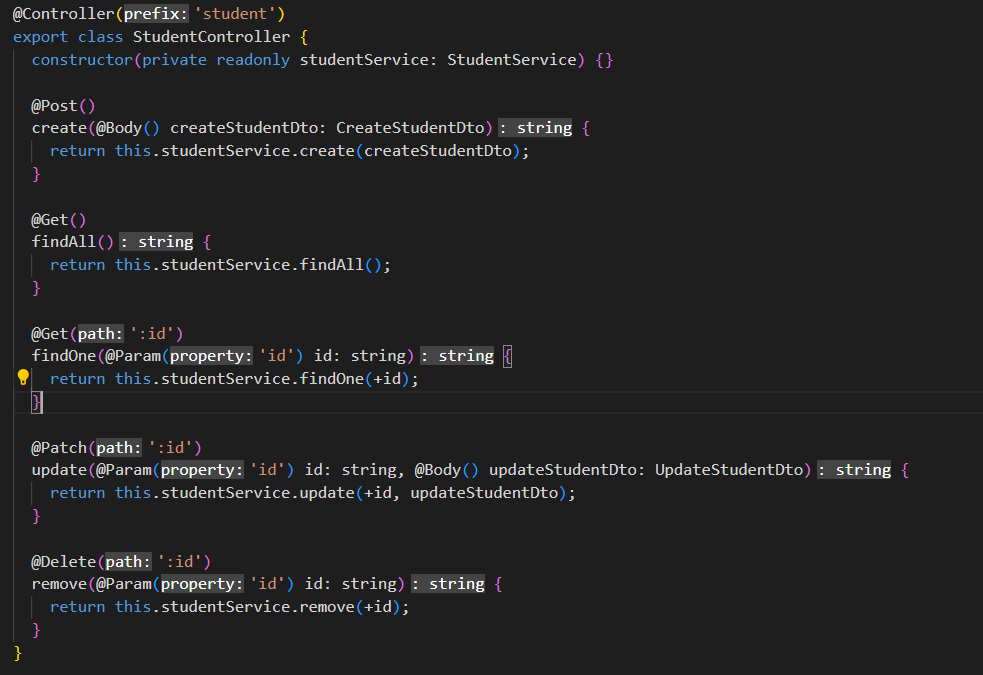 @Controller(prefix: 'student')
export class StudentController {
constructor(private readonly studentService: StudentService) {}
@Post()
create(@Body() createStudentDto: CreateStudentDto) : string {
return this.studentService.create(createStudentDto);
}
@Get()
findAll() : string {
return this.studentService.findAll();
}
@Get(path: ':id')
findOne(@Param(property: 'id') id: string) : string {
return this.studentService.findOne(+id);
}
@Patch(path: ':id')
update(@Param(property: 'id') id: string, @Body() updateStudentDto: UpdateStudentDto) : string {
return this.studentService.update(+id, updateStudentDto);
}
@Delete(path: ':id')
remove(@Param(property: 'id') id: string) : string {
return this.studentService.remove(+id);
}
}